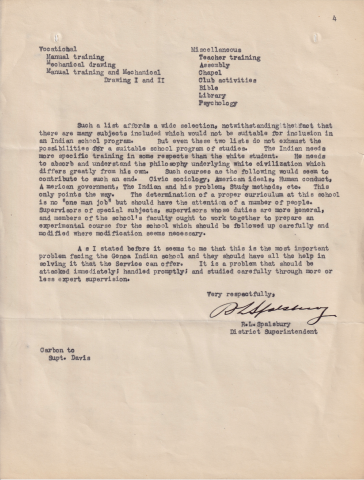 4
Vocational
Manual training
Mechanical drawing
Manual training and Mechanical
Drawing I and II
Miscellaneous
Teacher training
Assembly
Chapel
Club activities
Bible
Library
Psychology
Such a list affords a wide selection, notwithstanding the fact that
there are many subjects included which would not be suitable for inclusion in
an Indian school program. But even these two lists do not exhaust the
possibilities for a suitable school program of studies. The Indian needs
more specific training in some respects than the white student. He needs
to absorb and understand the philosophy underlying white civilization which
differs greatly from his own. Such courses as the following would seem to
contribute to such an end. Civic sociology, American ideals, Human conduct,
A merican government, The Indian and his problem, Study methods, etc. This
only points the way. The determination of a proper curriculum at this school
is no "one man job" but should have the attention of a number of people.
Supervisors of special subjects, supervisors whose duties are more general,
and members of the school's faculty ought to work together to prepare an
experimental course for the school which should be followed up carefully and
modified where modification seems necessary.
A s I stated before it seems to me that this is the most important
problem facing the Genoa Indian school and they should have all the help in
solving it that the Service can offer. It is a problem that should be
attacked immediately; handled promptly; and studied carefully through more or
less expert supervision.
Very respectfully,
R L Spalsbury
R.L. Spalsbury
District Superintendent
Carbon to
Supt. Davis